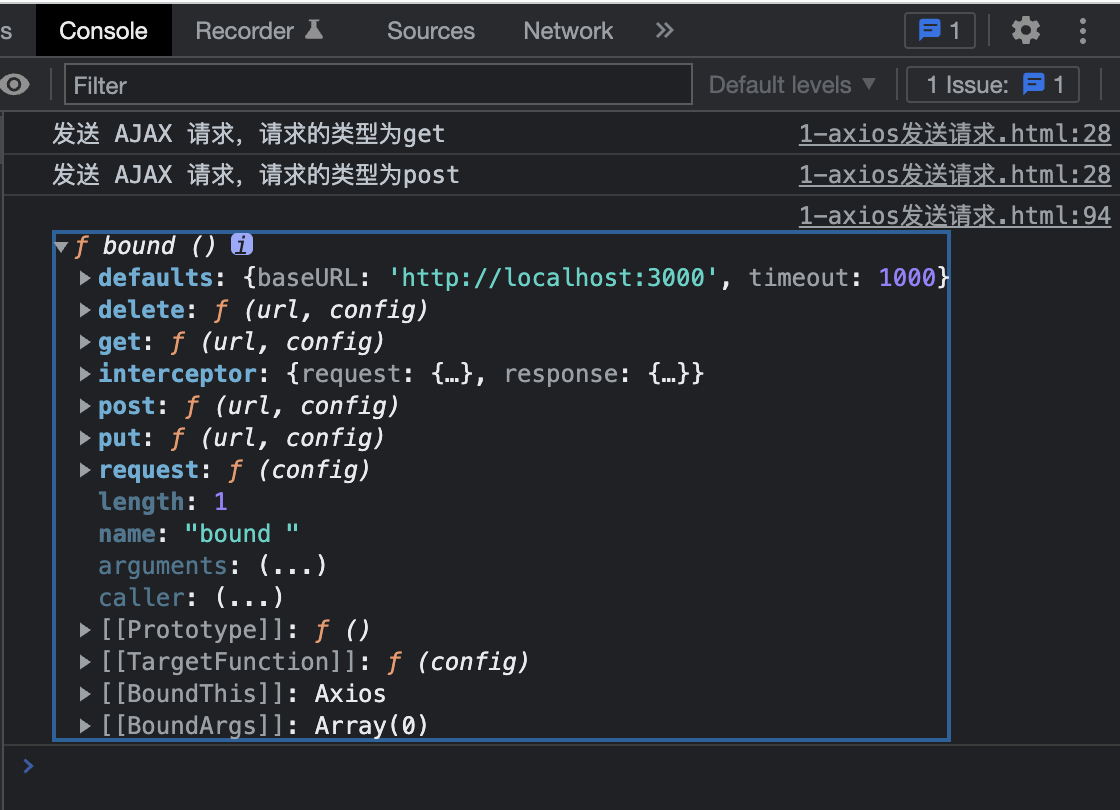 s Console Recorder Sources Network » 1
Filter Default levels ▼ 1 Issue: 1
发送 AJAX 请求，请求的类型为get 1-axios发送请求.html:28
发送 AJAX 请求，请求的类型为post 1-axios发送请求.html:28
1-axios发送请求.html:94
▼ƒ bound () i
▶defaults: {baseURL: 'http://localhost:3000', timeout: 1000}
▶delete: ƒ (url, config)
▶get: ƒ (url, config)
▶interceptor: {request: {…}, response: {…}}
▶post: ƒ (url, config)
▶put: ƒ (url, config)
▶request: ƒ (config)
length: 1
name: "bound "
arguments: (...)
caller: (...)
▶[[Prototype]]: ƒ ()
▶[[TargetFunction]]: ƒ (config)
▶[[BoundThis]]: Axios
▶[[BoundArgs]]: Array(0)
>